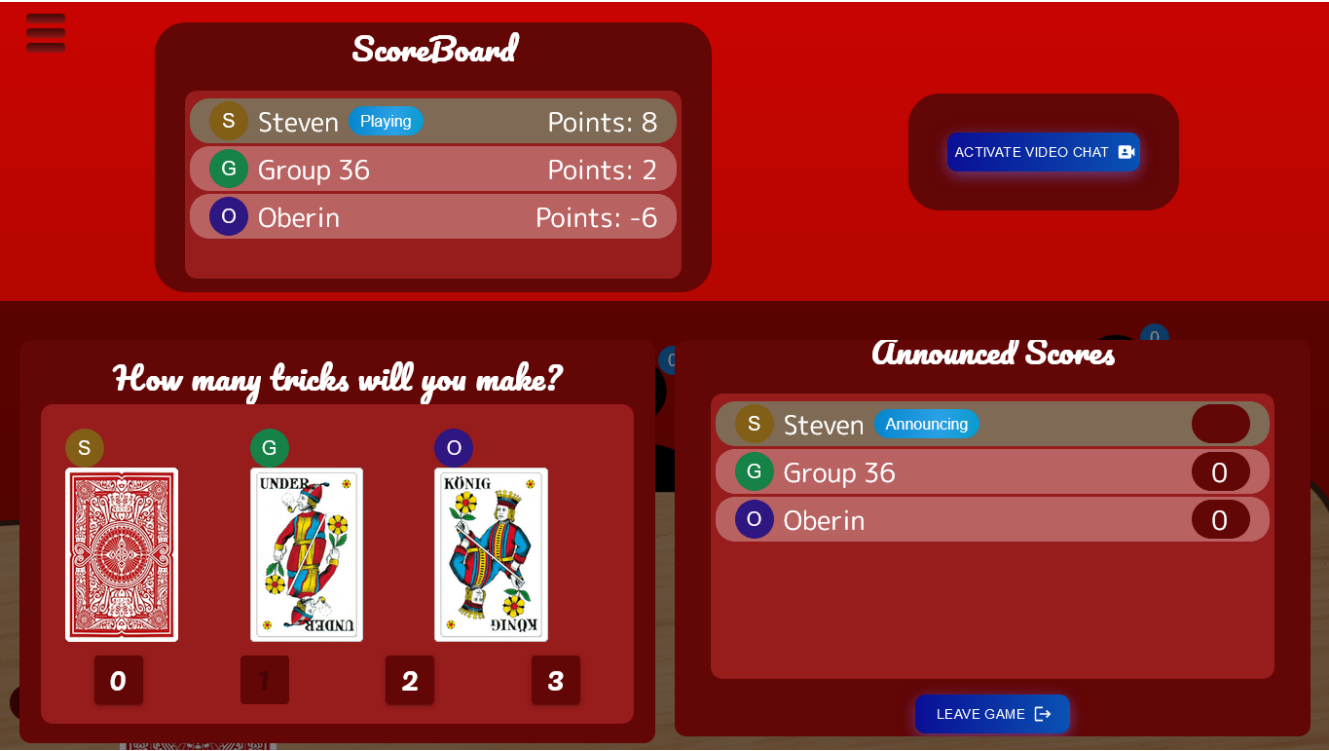 ScoreBoard
S Steven Playing Points: 8
G Group 36 Points: 2
O Oberin Points: -6
ACTIVATE VIDEO CHAT
0
0
How many tricks will you make?
S G O
UNDER KÖNIG
UNDER KÖNIG
0 1 2 3
Announced Scores
S Steven Announcing
G Group 36 0
O Oberin 0
LEAVE GAME